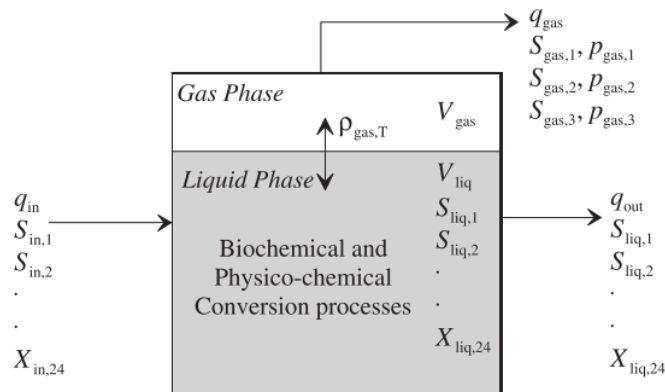 q_gas
S_gas,1, p_gas,1
S_gas,2, p_gas,2
S_gas,3, p_gas,3
Gas Phase
V_gas
ρ_gas,T
Liquid Phase
V_liq
S_liq,1
S_liq,2
.
.
X_liq,24
Biochemical and
Physico-chemical
Conversion processes
q_in
S_in,1
S_in,2
.
.
X_in,24
q_out
S_liq,1
S_liq,2
.
.
X_liq,24